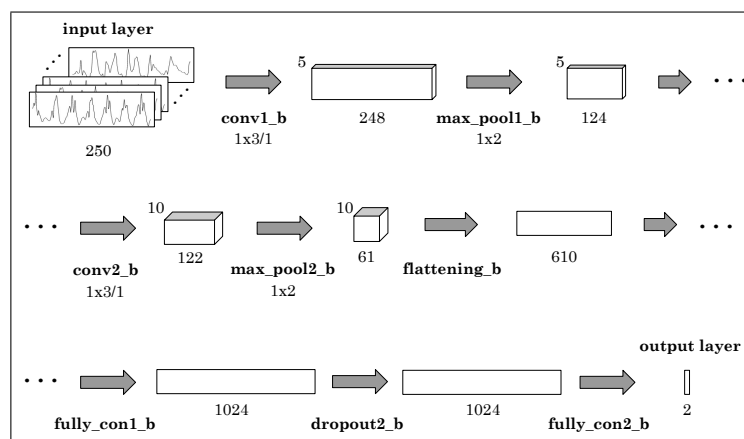 input layer
250
conv1_b
1x3/1
5
248
max_pool1_b
1x2
5
124
...
...
conv2_b
1x3/1
10
122
max_pool2_b
1x2
10
61
flattening_b
610
...
...
fully_con1_b
1024
dropout2_b
1024
fully_con2_b
output layer
2